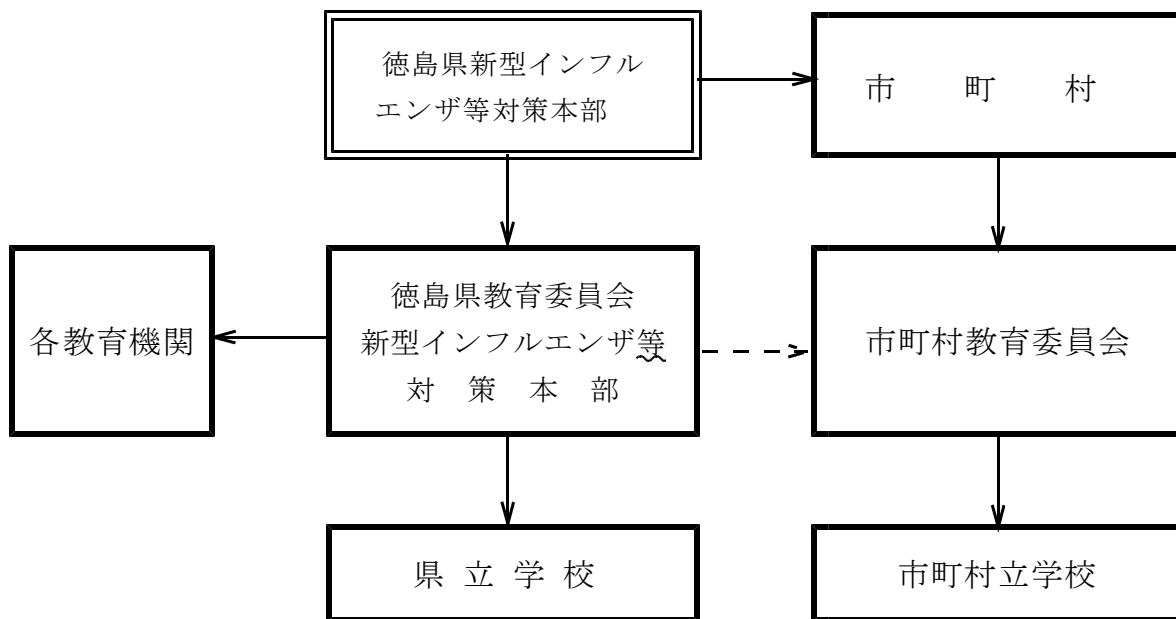 徳島県新型インフル
エンザ等対策本部
市 町 村
各教育機関
徳島県教育委員会
新型インフルエンザ等
対 策 本 部
市町村教育委員会
県 立 学 校
市町村立学校